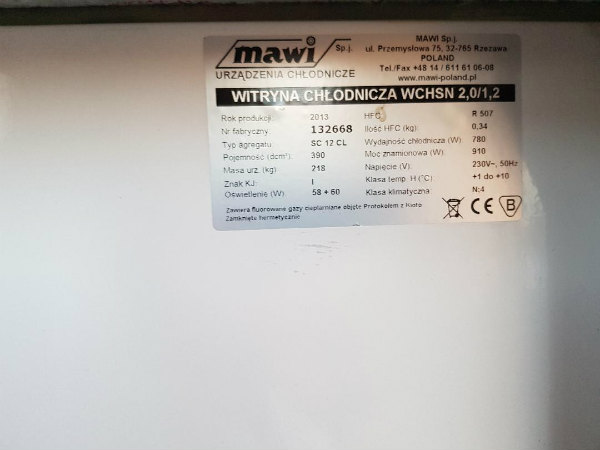 mawi Sp.j.
URZĄDZENIA CHŁODNICZE
MAWI Sp.j.
ul. Przemysłowa 75, 32-765 Rzezawa
POLAND
Tel./Fax +48 14 / 611 61 06-08
www.mawi-poland.pl
WITRYNA CHŁODNICZA WCHSN 2,0/1,2
Rok produkcji: 2013 HFC R 507
Nr fabryczny: 132668 Ilość HFC (kg): 0,34
Typ agregatu: SC 12 CL Wydajność chłodnicza (W) 780
Pojemność (dcm³): 390 Moc znamionowa (W): 910
Masa urz. (kg) 218 Napięcie (V): 230V~, 50Hz
Znak KJ: I Klasa temp. H (°C): +1 do +10
Oświetlenie (W) 58 + 60 Klasa klimatyczna: N:4
Zawiera fluorowane gazy cieplarniane objęte Protokołem z Kioto
Zamknięte hermetycznie
CE B